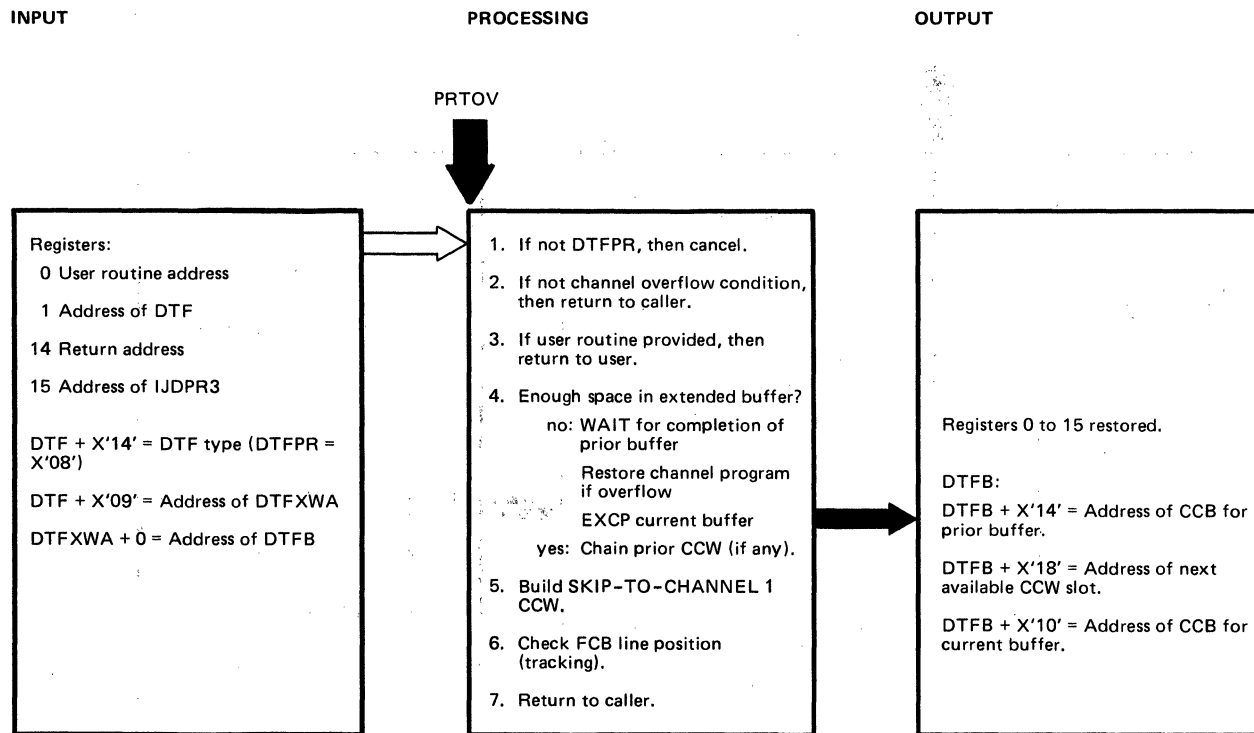 INPUT
PROCESSING
OUTPUT
PRTOV
Registers:
0 User routine address
1 Address of DTF
14 Return address
15 Address of IJDPR3
DTF + X'14' = DTF type (DTFPR =
X'08')
DTF + X'09' = Address of DTFXWA
DTFXWA + 0 = Address of DTFB
1. If not DTFPR, then cancel.
2. If not channel overflow condition,
then return to caller.
3. If user routine provided, then
return to user.
4. Enough space in extended buffer?
no: WAIT for completion of
prior buffer
Restore channel program
if overflow
EXCP current buffer
yes: Chain prior CCW (if any).
5. Build SKIP-TO-CHANNEL 1
CCW.
6. Check FCB line position
(tracking).
7. Return to caller.
Registers 0 to 15 restored.
DTFB:
DTFB + X'14' = Address of CCB for
prior buffer.
DTFB + X'18' = Address of next
available CCW slot.
DTFB + X'10' = Address of CCB for
current buffer.